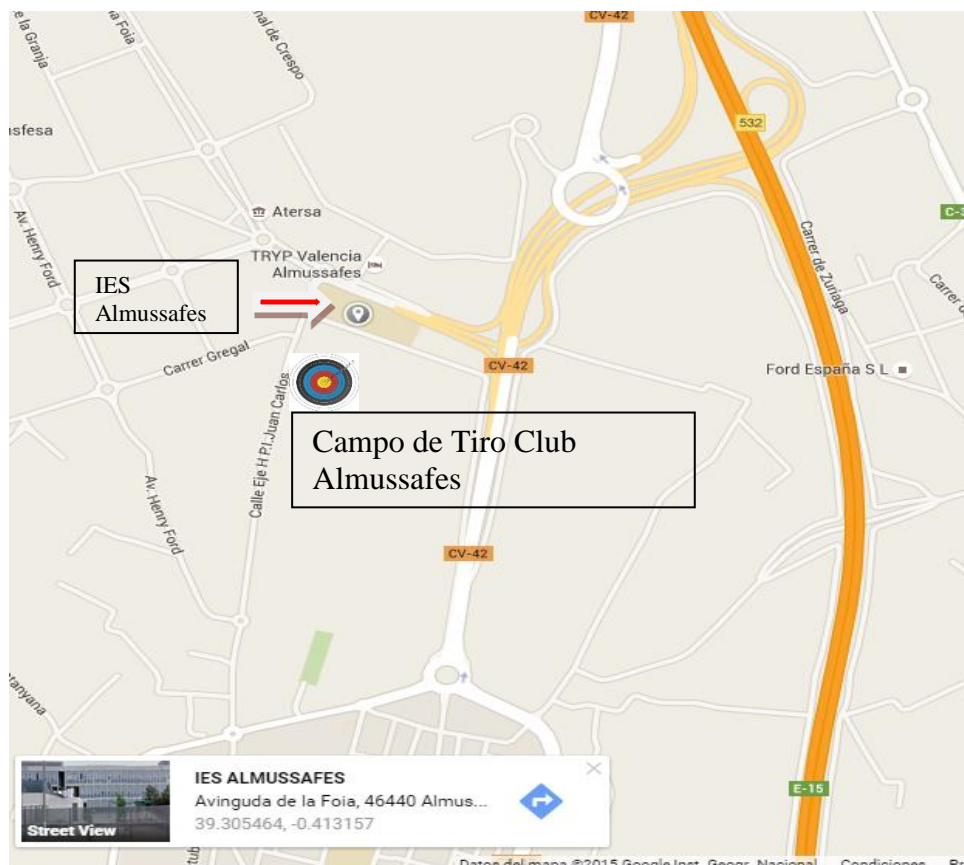 CV-42
de la Granja
la Foia
nal de Crespo
532
asfesa
Atersa
C-3
TRYP Valencia
Almussafes
Av. Henry Ford
Carrer de Zuriaga
IES
Almussafes
Carrer Gregal
CV-42
Ford España S L
Calle Eje H P.I. Juan Carlos
Campo de Tiro Club
Almussafes
Av. Henry Ford
CV-42
tanyana
IES ALMUSSAFES
Avinguda de la Foia, 46440 Almus...
39.305464, -0.413157
Street View
E-15
Datos del mapa ©2015 Google Inst. Geogr. Nacional Condiciones